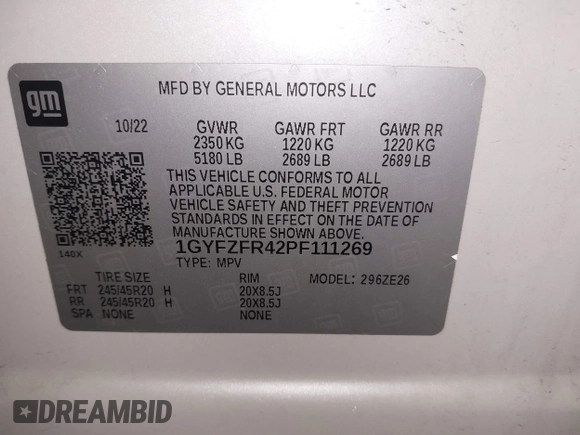 gm
MFD BY GENERAL MOTORS LLC
10/22 GVWR GAWR FRT GAWR RR
2350 KG 1220 KG 1220 KG
5180 LB 2689 LB 2689 LB
THIS VEHICLE CONFORMS TO ALL
APPLICABLE U.S. FEDERAL MOTOR
VEHICLE SAFETY AND THEFT PREVENTION
STANDARDS IN EFFECT ON THE DATE
OF MANUFACTURE SHOWN ABOVE.
140X 1GYFZFR42PF111269
TYPE: MPV
TIRE SIZE RIM MODEL: 296ZE26
FRT 245/45R20 H 20X8.5J
RR 245/45R20 H 20X8.5J
SPA NONE NONE
DREAMBID